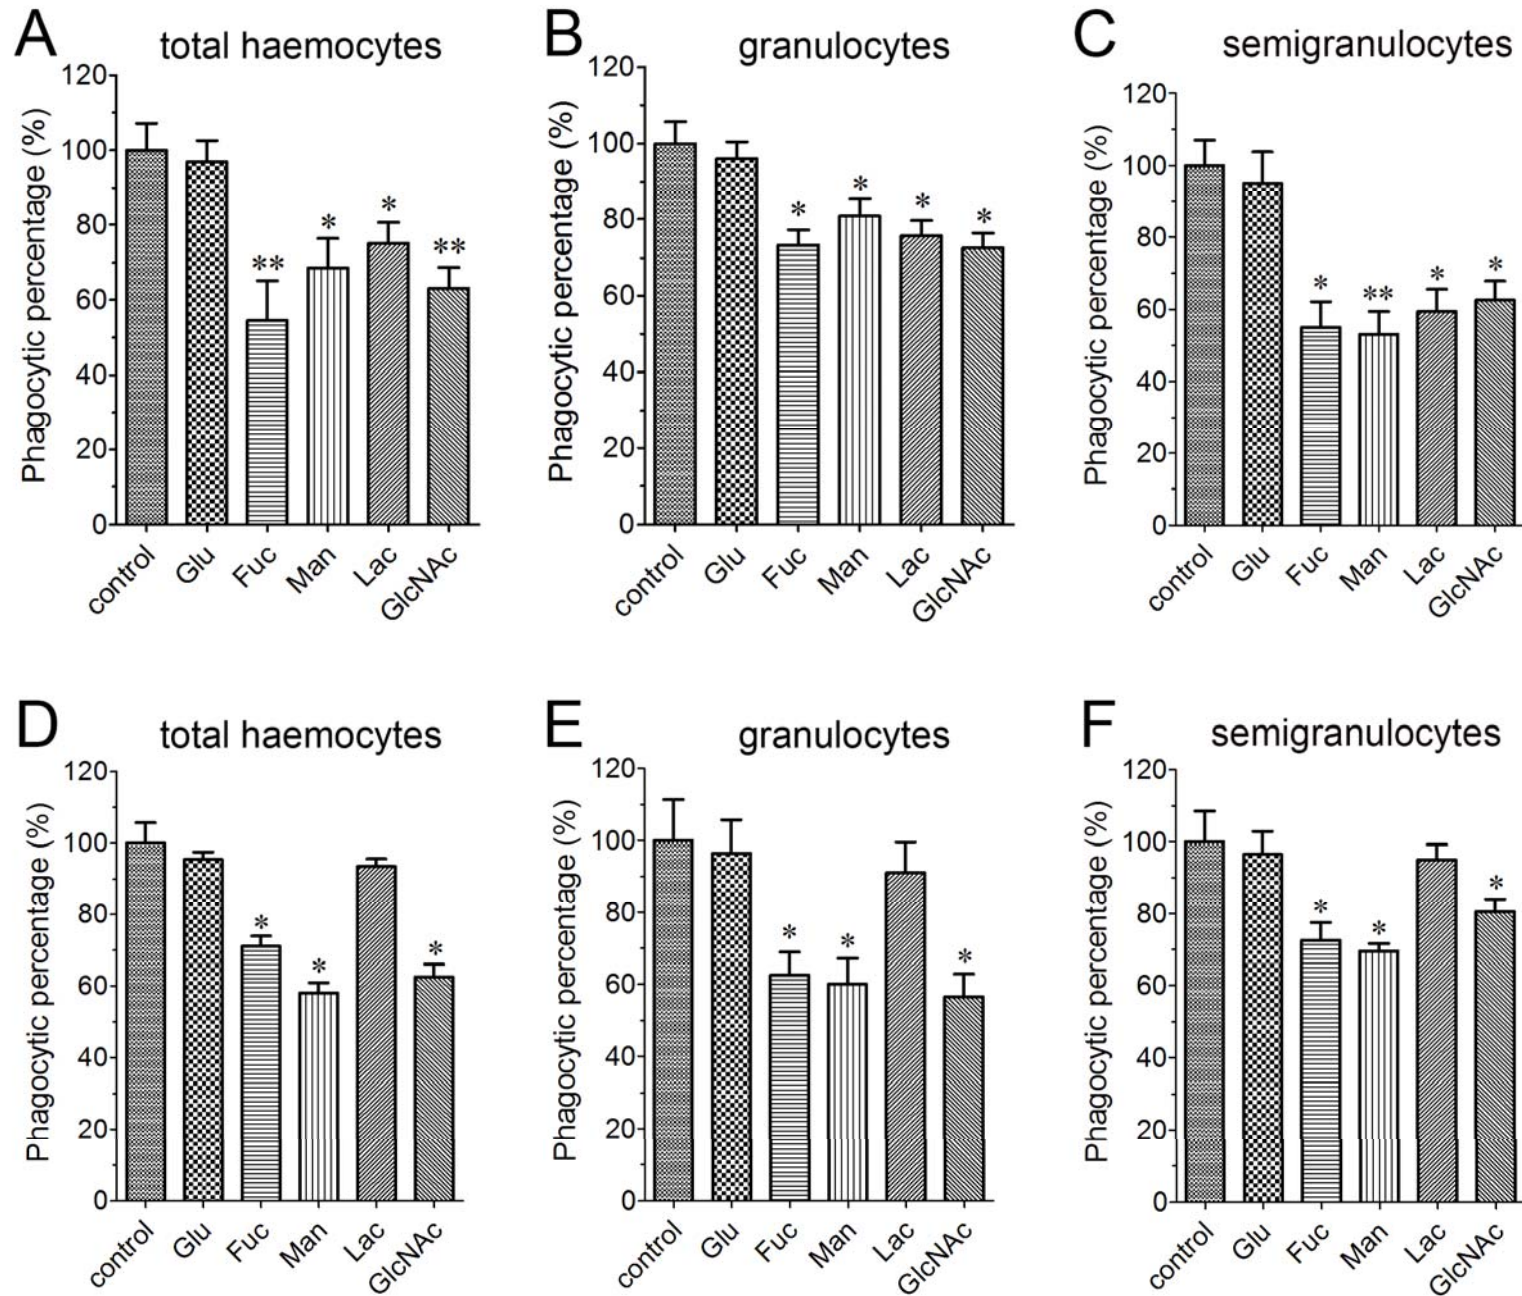 A total haemocytes
Phagocytic percentage (%)
120
100
80
60
40
20
0
** * * **
control Glu Fuc Man Lac GlcNAc
B granulocytes
Phagocytic percentage (%)
120
100
80
60
40
20
0
* * * *
control Glu Fuc Man Lac GlcNAc
C semigranulocytes
Phagocytic percentage (%)
120
100
80
60
40
20
0
* ** * *
control Glu Fuc Man Lac GlcNAc
D total haemocytes
Phagocytic percentage (%)
120
100
80
60
40
20
0
* * *
control Glu Fuc Man Lac GlcNAc
E granulocytes
Phagocytic percentage (%)
120
100
80
60
40
20
0
* * *
control Glu Fuc Man Lac GlcNAc
F semigranulocytes
Phagocytic percentage (%)
120
100
80
60
40
20
0
* * *
control Glu Fuc Man Lac GlcNAc